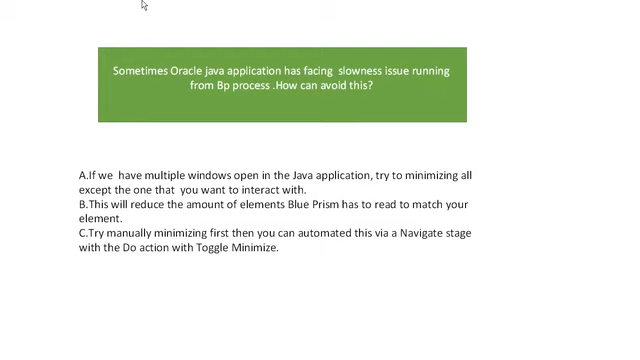 Sometimes Oracle java application has facing slowness issue running
from Bp process .How can avoid this?
A.If we have multiple windows open in the Java application, try to minimizing all
except the one that you want to interact with.
B.This will reduce the amount of elements Blue Prism has to read to match your
element.
C.Try manually minimizing first then you can automated this via a Navigate stage
with the Do action with Toggle Minimize.